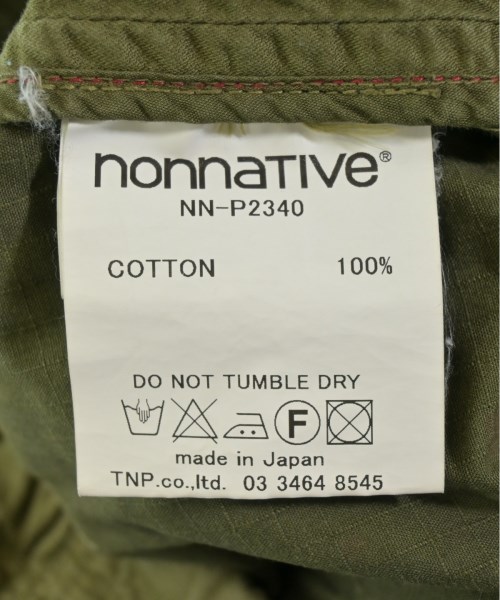 nonnative®
NN-P2340
COTTON 100%
DO NOT TUMBLE DRY
F
made in Japan
TNP.co.,ltd. 03 3464 8545